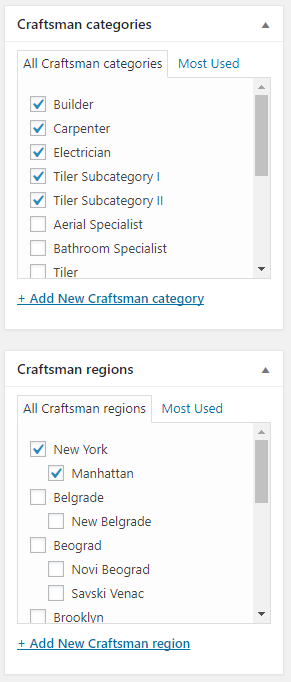 Craftsman categories
All Craftsman categories
Most Used
Builder
Carpenter
Electrician
Tiler Subcategory I
Tiler Subcategory II
Aerial Specialist
Bathroom Specialist
Tiler
+ Add New Craftsman category
Craftsman regions
All Craftsman regions
Most Used
New York
Manhattan
Belgrade
New Belgrade
Beograd
Novi Beograd
Savski Venac
Brooklyn
+ Add New Craftsman region